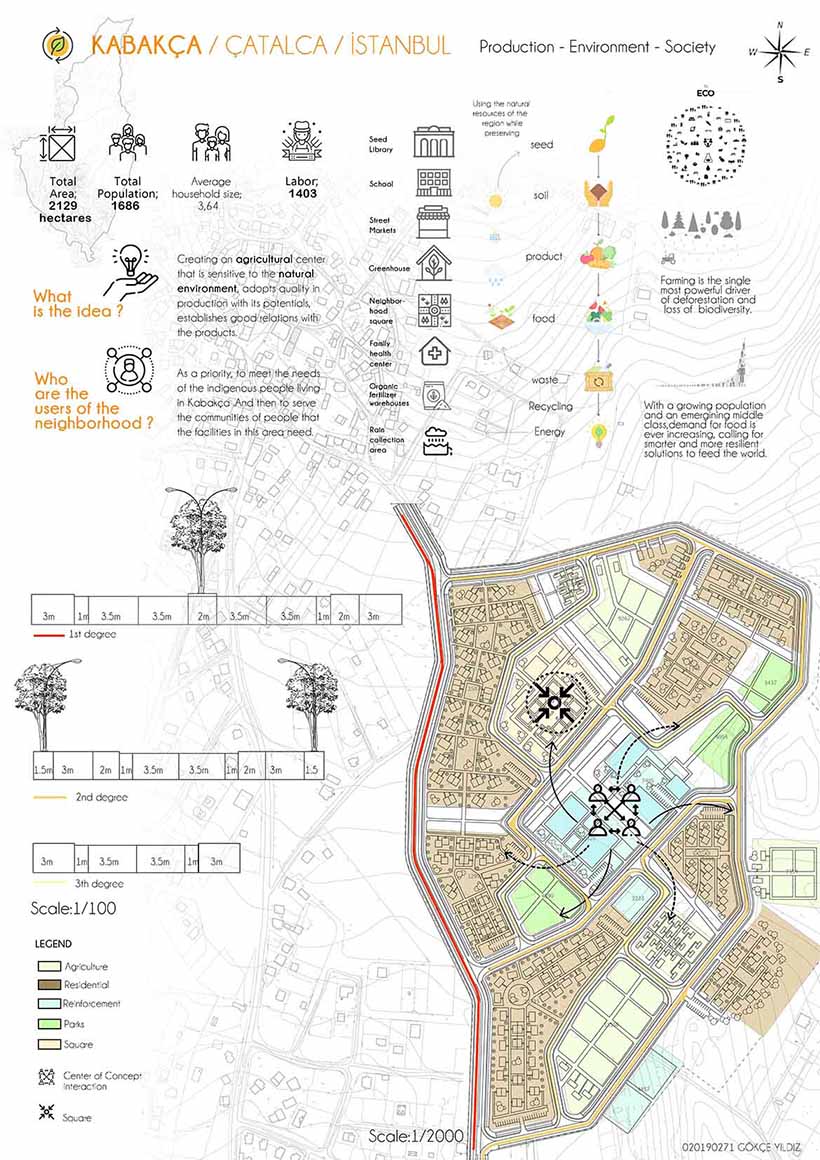 KABAKÇA / ÇATALCA / İSTANBUL
Production - Environment - Society
N
W
E
S
Total
Area;
2129
hectares
Total
Population;
1686
Average
household size;
3,64
Labor;
1403
What
is the idea ?
Creating an agricultural center
that is sensitive to the natural
environment, adopts quality in
production with its potentials,
establishes good relations with
the products.
Who
are the
users of the
neighborhood ?
As a priority, to meet the needs
of the indigenous people living
in Kabakça .And then to serve
the communities of people that
the facilities in this area need.
Seed
Library
School
Street
Markets
Greenhouse
Neighbor-
hood
square
Family
health
center
Organic
fertilizer
warehouses
Rain
collection
area
Using the natural
resources of the
region while
preserving
seed
soil
product
food
waste
Recycling
Energy
ECO
Farming is the single
most powerful driver
of deforestation and
loss of biodiversity.
With a growing population
and an emergining middle
class,demand for food is
ever increasing, calling for
smarter and more resilient
solutions to feed the world.
3m 1m 3.5m 3.5m 2m 3.5m 3.5m 1m 2m 3m
1st degree
1.5m 3m 2m 1m 3.5m 3.5m 1m 2m 3m 1.5
2nd degree
3m 1m 3.5m 3.5m 1m 3m
3th degree
Scale:1/100
LEGEND
Agriculture
Residential
Reinforcement
Parks
Square
Center of Concept
Interaction
Square
Scale:1/2000
020190271 GÖKÇE YILDIZ